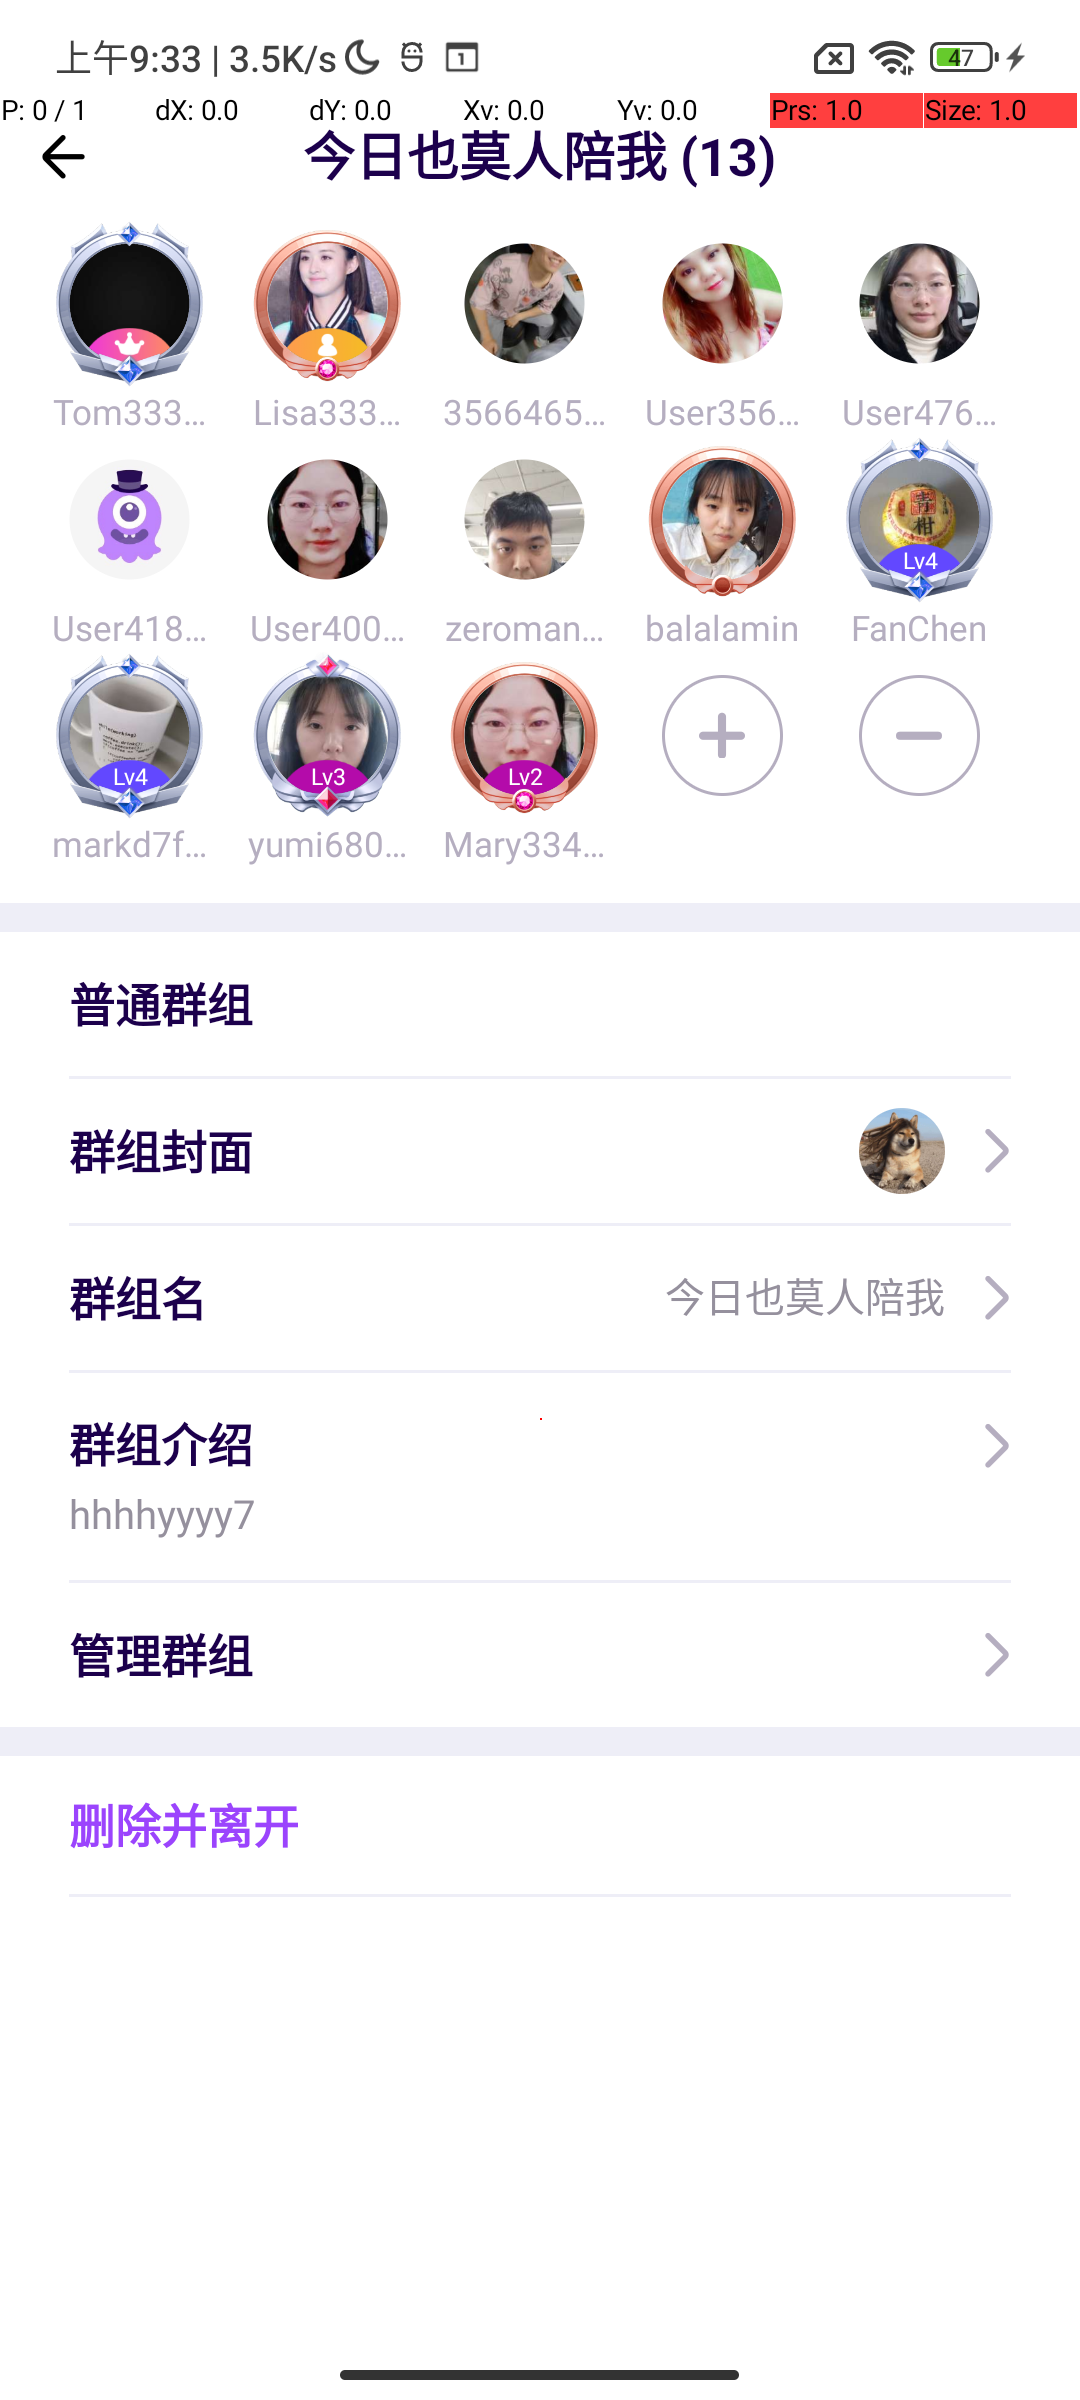 上午9:33 | 3.5K/s
1
47
P: 0 / 1 dX: 0.0 dY: 0.0 Xv: 0.0 Yv: 0.0 Prs: 1.0 Size: 1.0
今日也莫人陪我 (13)
Tom333... Lisa333... 3566465... User356... User476...
青柑
Lv4
User418... User400... zeroman... balalamin FanChen
Lv4 Lv3 Lv2
markd7f... yumi680... Mary334...
普通群组
群组封面
群组名 今日也莫人陪我
群组介绍
hhhhyyyy7
管理群组
删除并离开